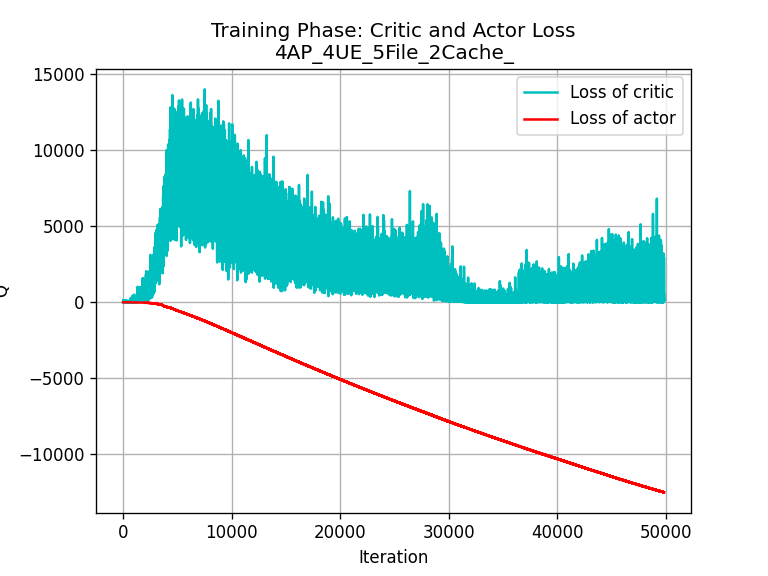 Training Phase: Critic and Actor Loss
4AP_4UE_5File_2Cache_
15000
10000
5000
0
−5000
−10000
Q
Loss of critic
Loss of actor
0
10000
20000
30000
40000
50000
Iteration